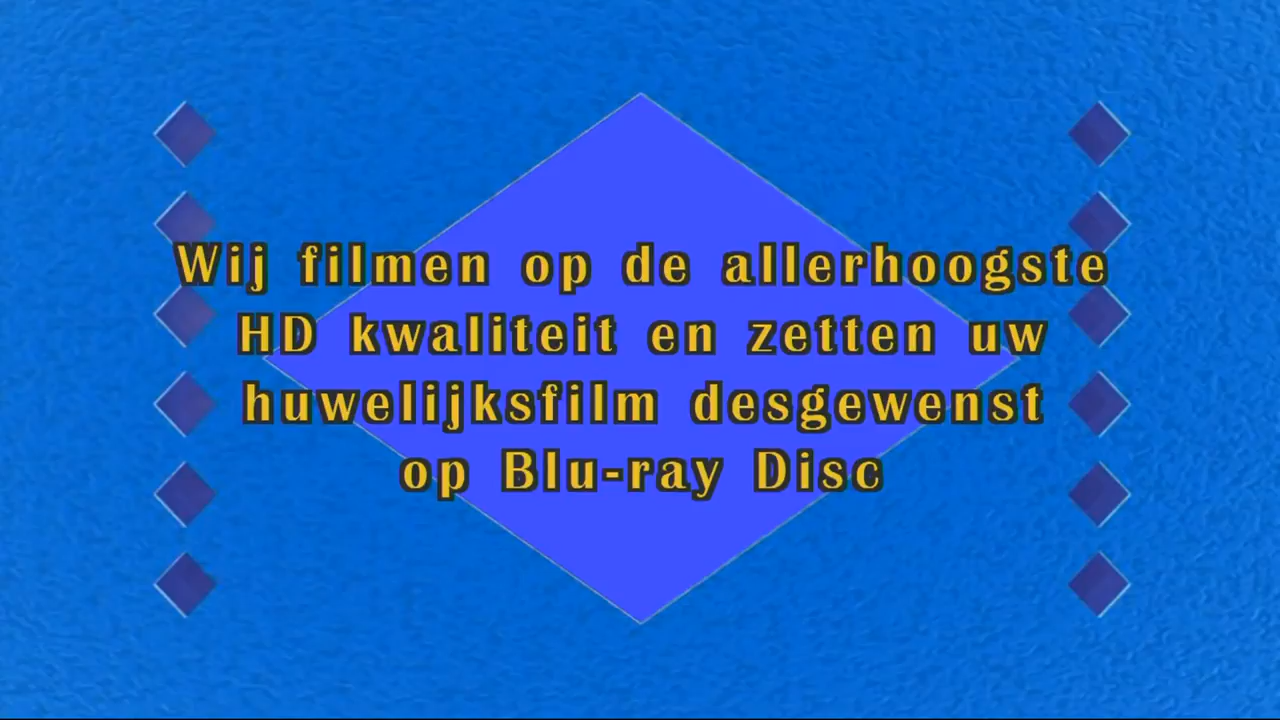 Wij filmen op de allerhoogste
HD kwaliteit en zetten uw
huwelijksfilm desgewenst
op Blu-ray Disc